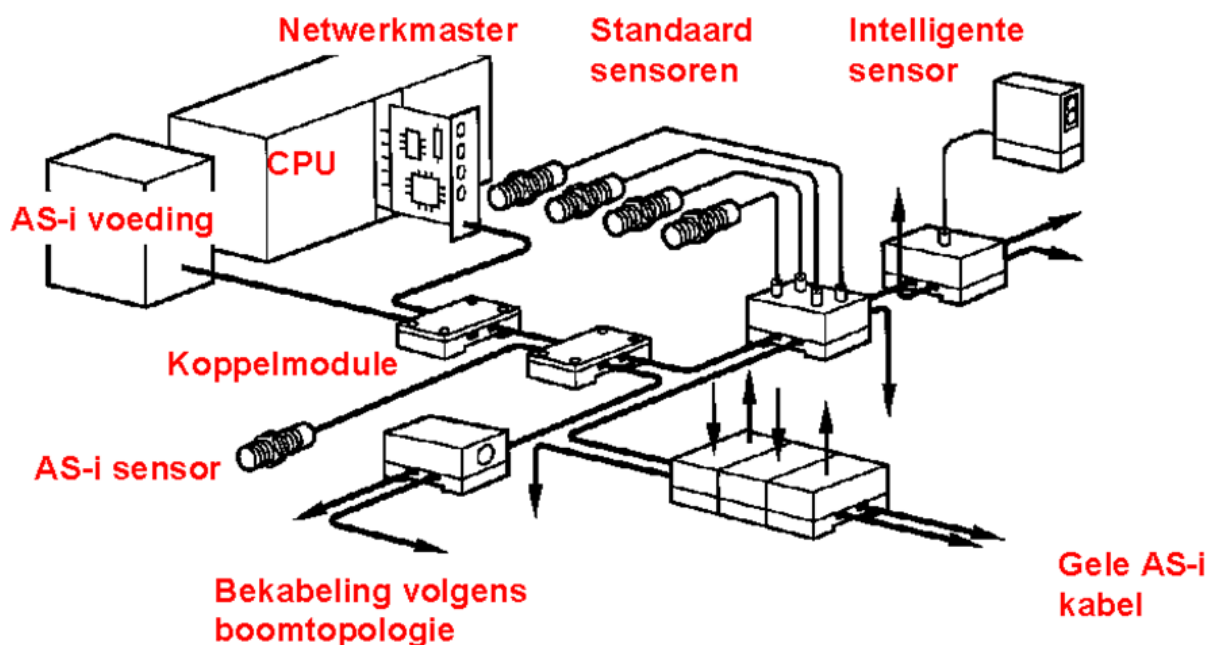 Netwerkmaster
Standaard
sensoren
Intelligente
sensor
CPU
AS-i voeding
Koppelmodule
AS-i sensor
Bekabeling volgens
boomtopologie
Gele AS-i
kabel